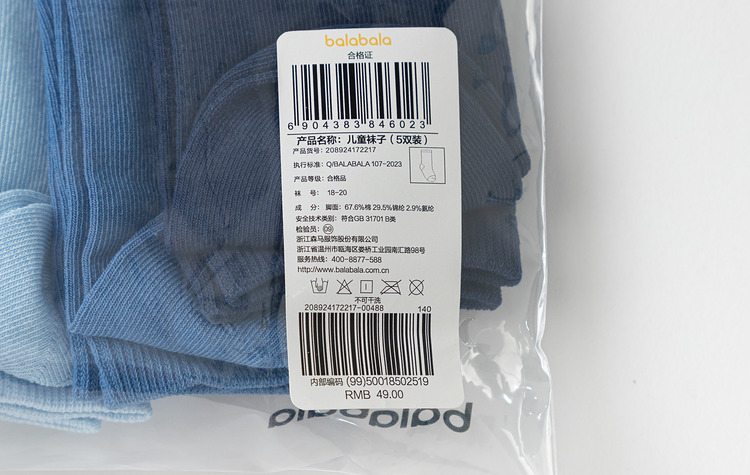 balabala
合格证
6 904383 846023
产品名称：儿童袜子（5双装）
产品货号：208924172217
执行标准：Q/BALABALA 107-2023
产品等级：合格品
袜 号： 18-20
成 分：脚面：67.6%棉 29.5%锦纶 2.9%氨纶
安全技术类别：符合GB 31701 B类
检验员：09
浙江森马服饰股份有限公司
浙江省温州市瓯海区娄桥工业园南汇路98号
服务热线：400-8877-588
http://www.balabala.com.cn
不可干洗
208924172217-00488 140
内部编码 (99)50018502519
RMB 49.00
balabala